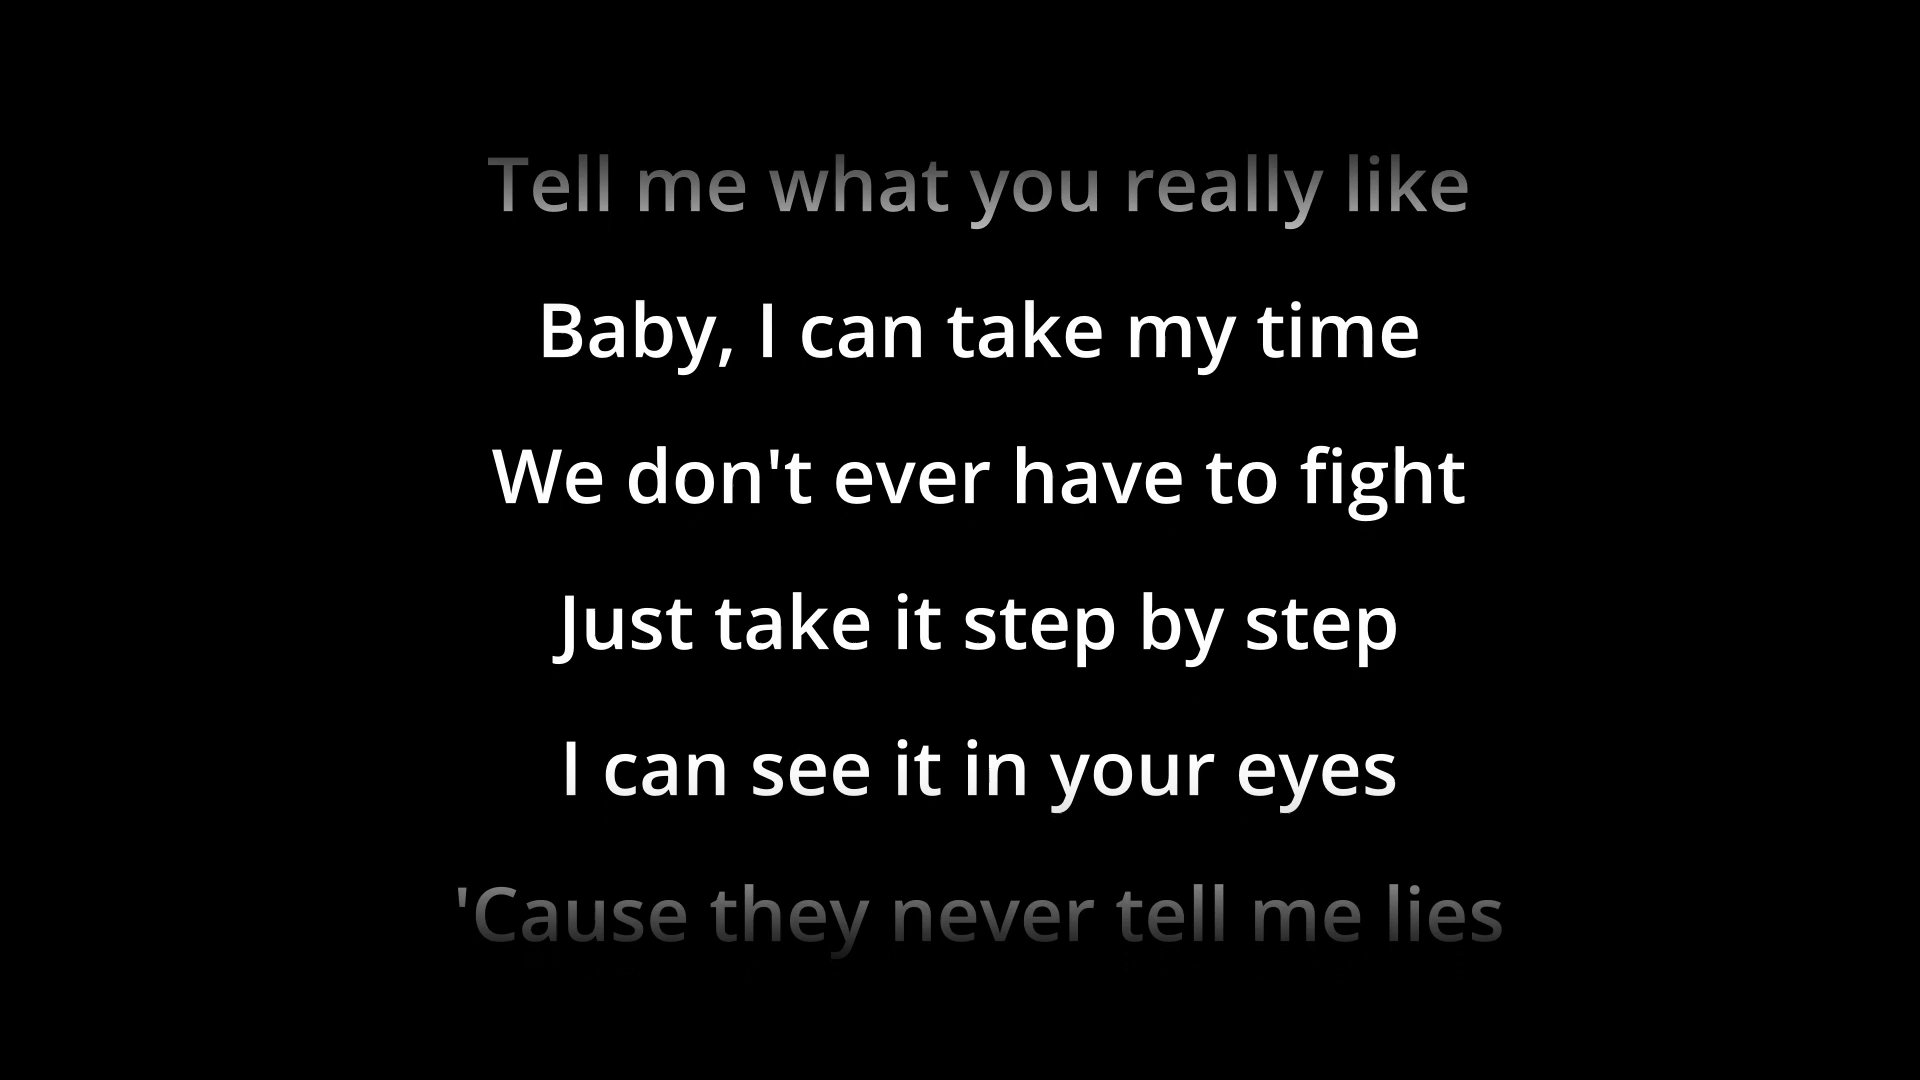 Tell me what you really like
Baby, I can take my time
We don't ever have to fight
Just take it step by step
I can see it in your eyes
'Cause they never tell me lies